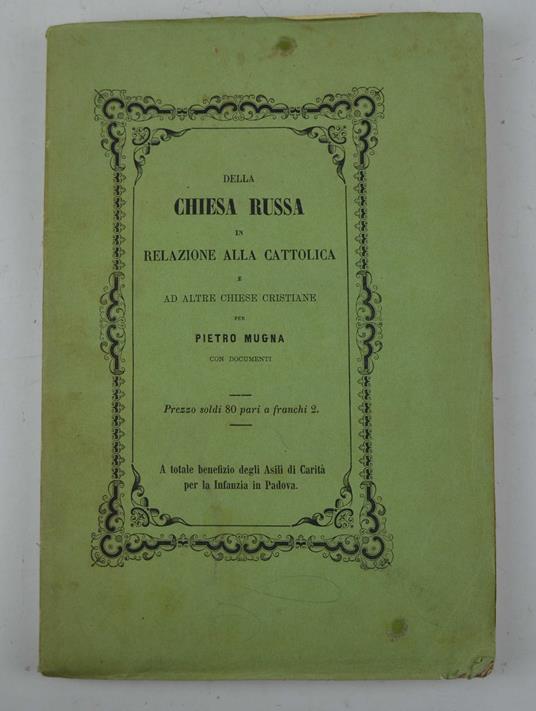 DELLA
CHIESA RUSSA
IN
RELAZIONE ALLA CATTOLICA
E
AD ALTRE CHIESE CRISTIANE
PER
PIETRO MUGNA
CON DOCUMENTI
Prezzo soldi 80 pari a franchi 2.
A totale benefizio degli Asili di Carità
per la Infanzia in Padova.